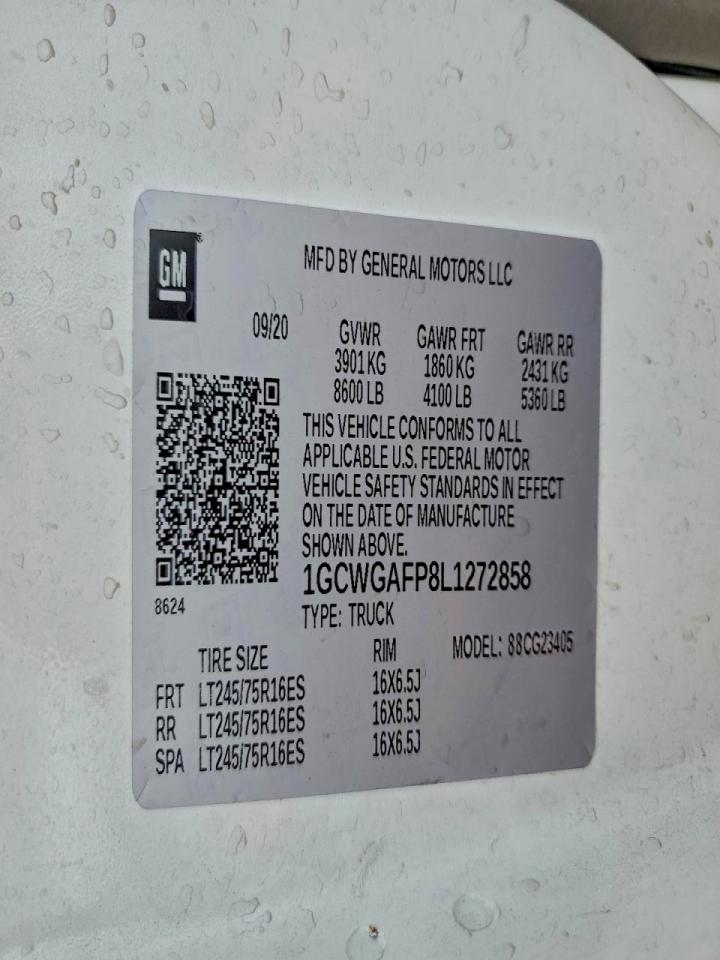 GM
MFD BY GENERAL MOTORS LLC
09/20 GVWR GAWR FRT GAWR RR
3901 KG 1860 KG 2431 KG
8600 LB 4100 LB 5360 LB
THIS VEHICLE CONFORMS TO ALL
APPLICABLE U.S. FEDERAL MOTOR
VEHICLE SAFETY STANDARDS IN EFFECT
ON THE DATE OF MANUFACTURE
SHOWN ABOVE.
1GCWGAFP8L1272858
8624
TYPE: TRUCK
TIRE SIZE RIM MODEL: 88CG23405
FRT LT245/75R16ES 16X6.5J
RR LT245/75R16ES 16X6.5J
SPA LT245/75R16ES 16X6.5J